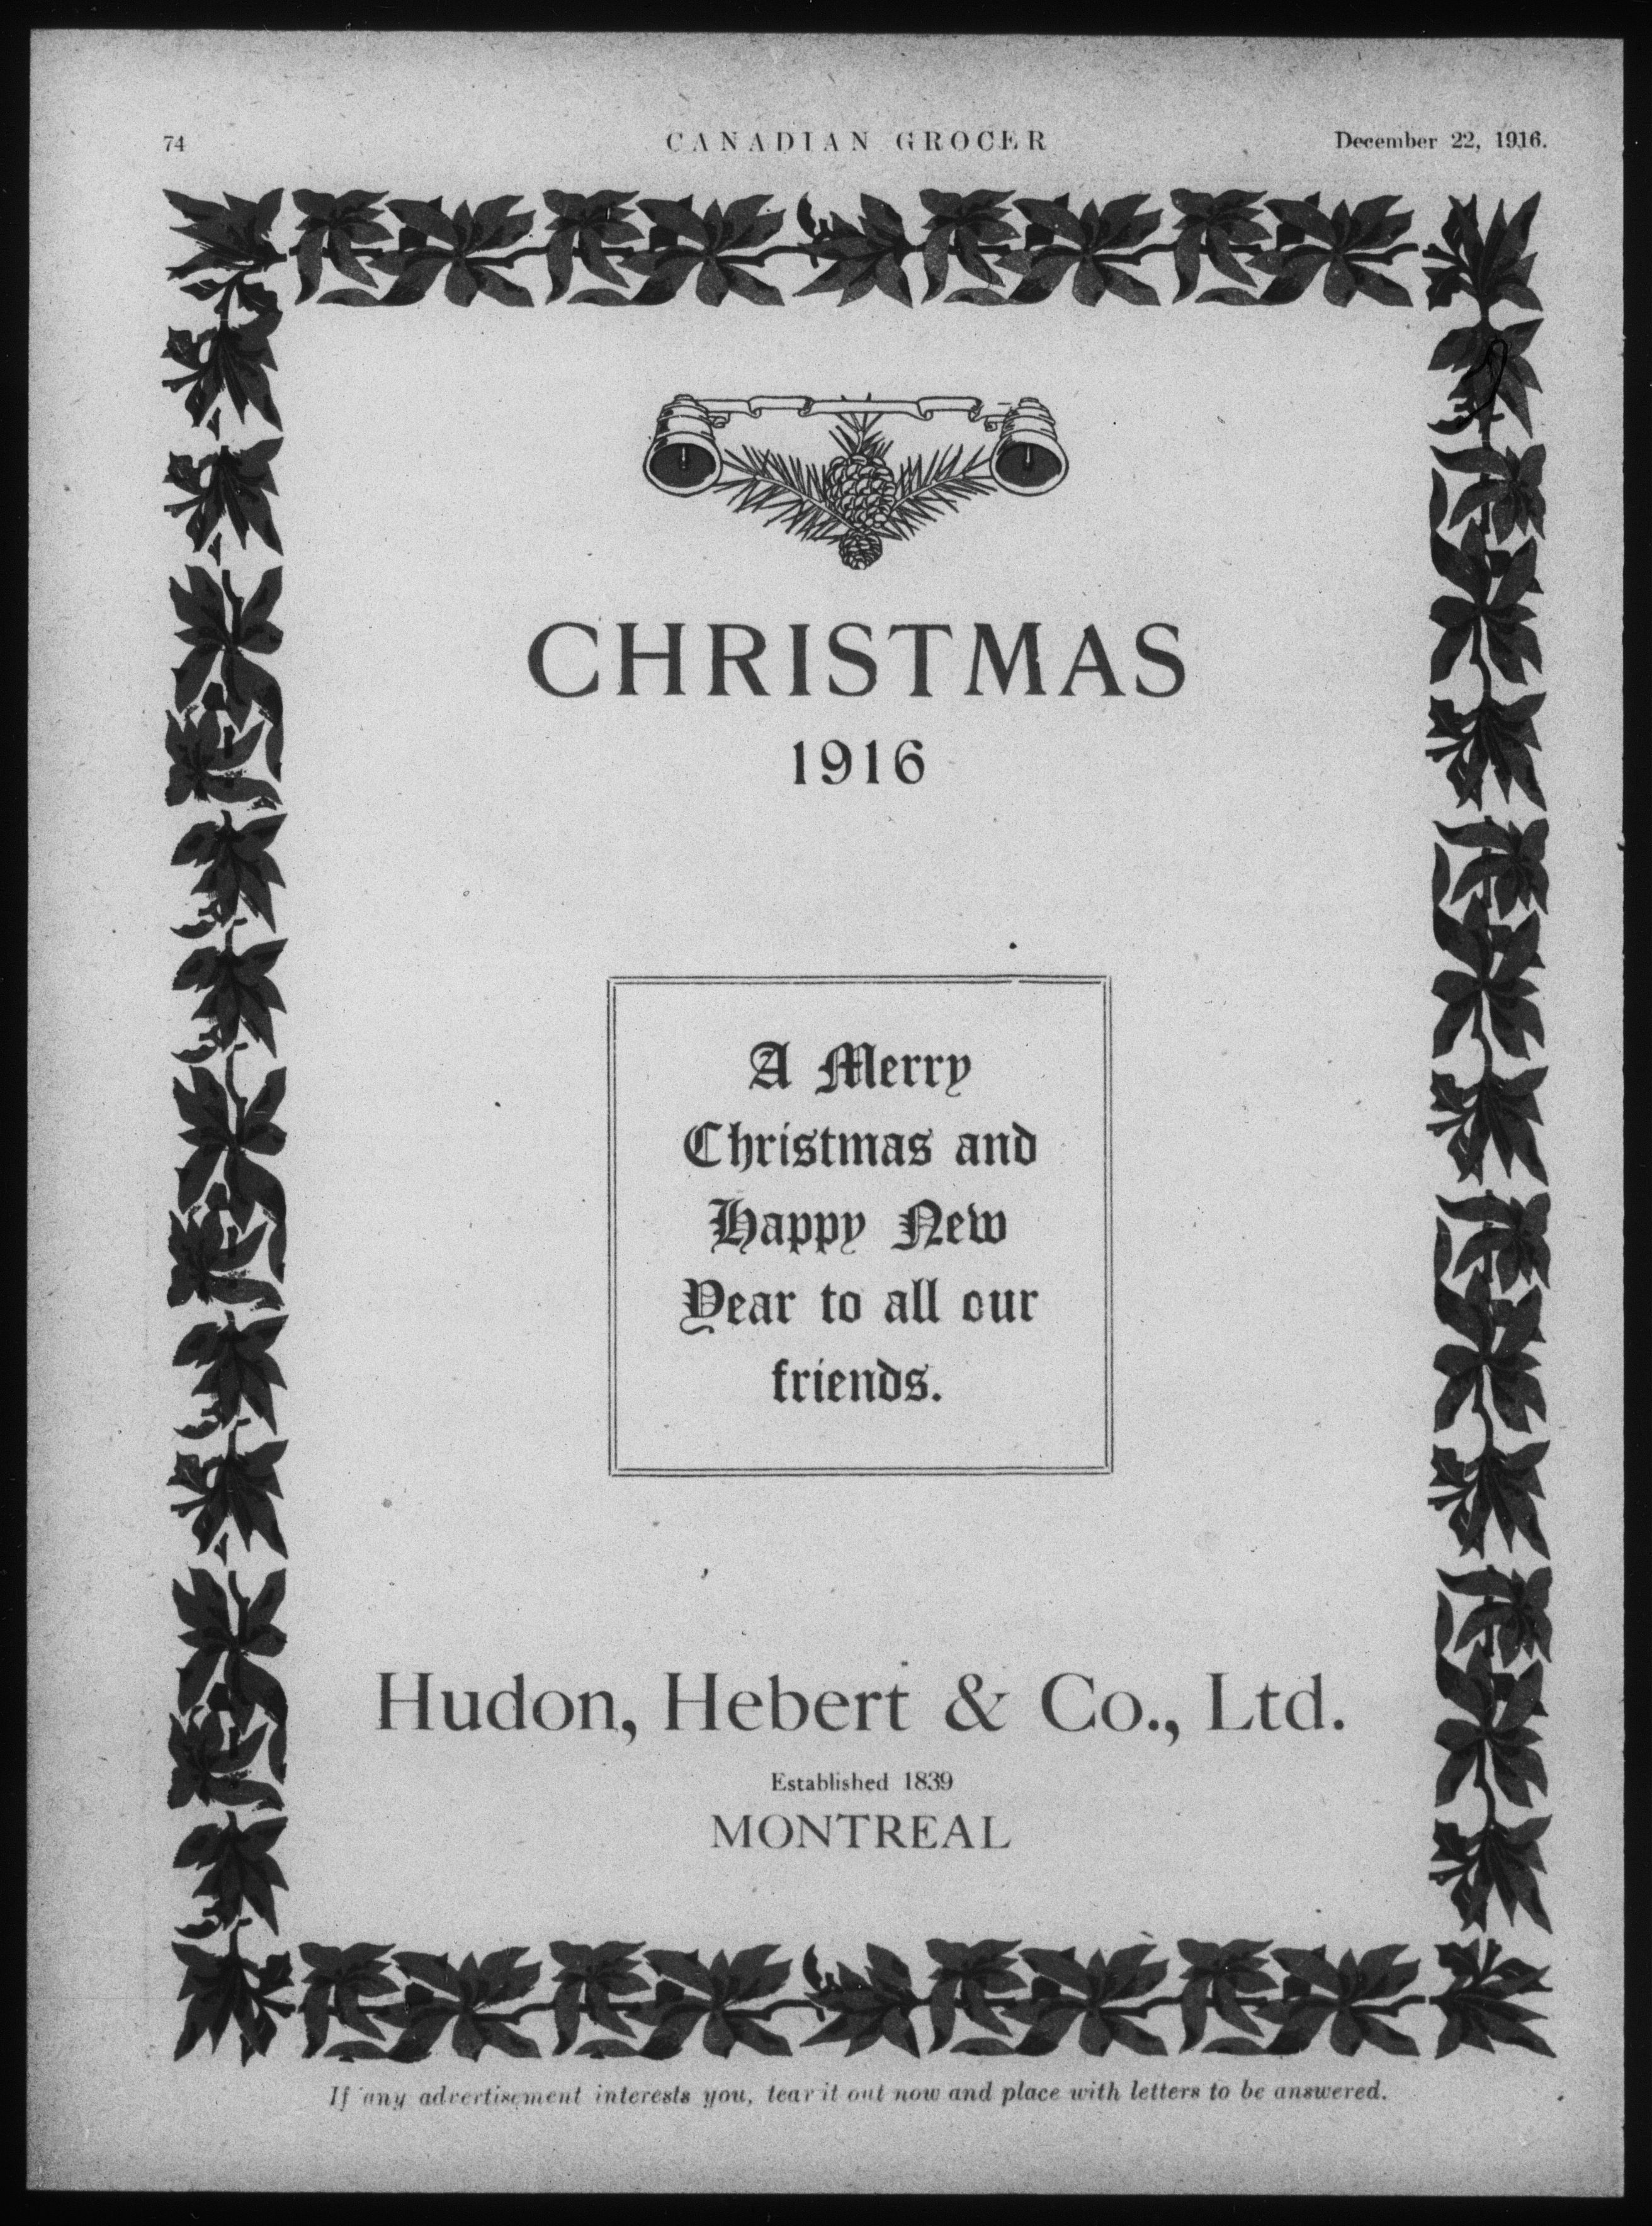 74 CANADIAN GROCER December 22, 1916.
CHRISTMAS
1916
A Merry
Christmas and
Happy New
Year to all our
friends.
Hudon, Hebert & Co., Ltd.
Established 1839
MONTREAL
If any advertisement interests you, tear it out now and place with letters to be answered.